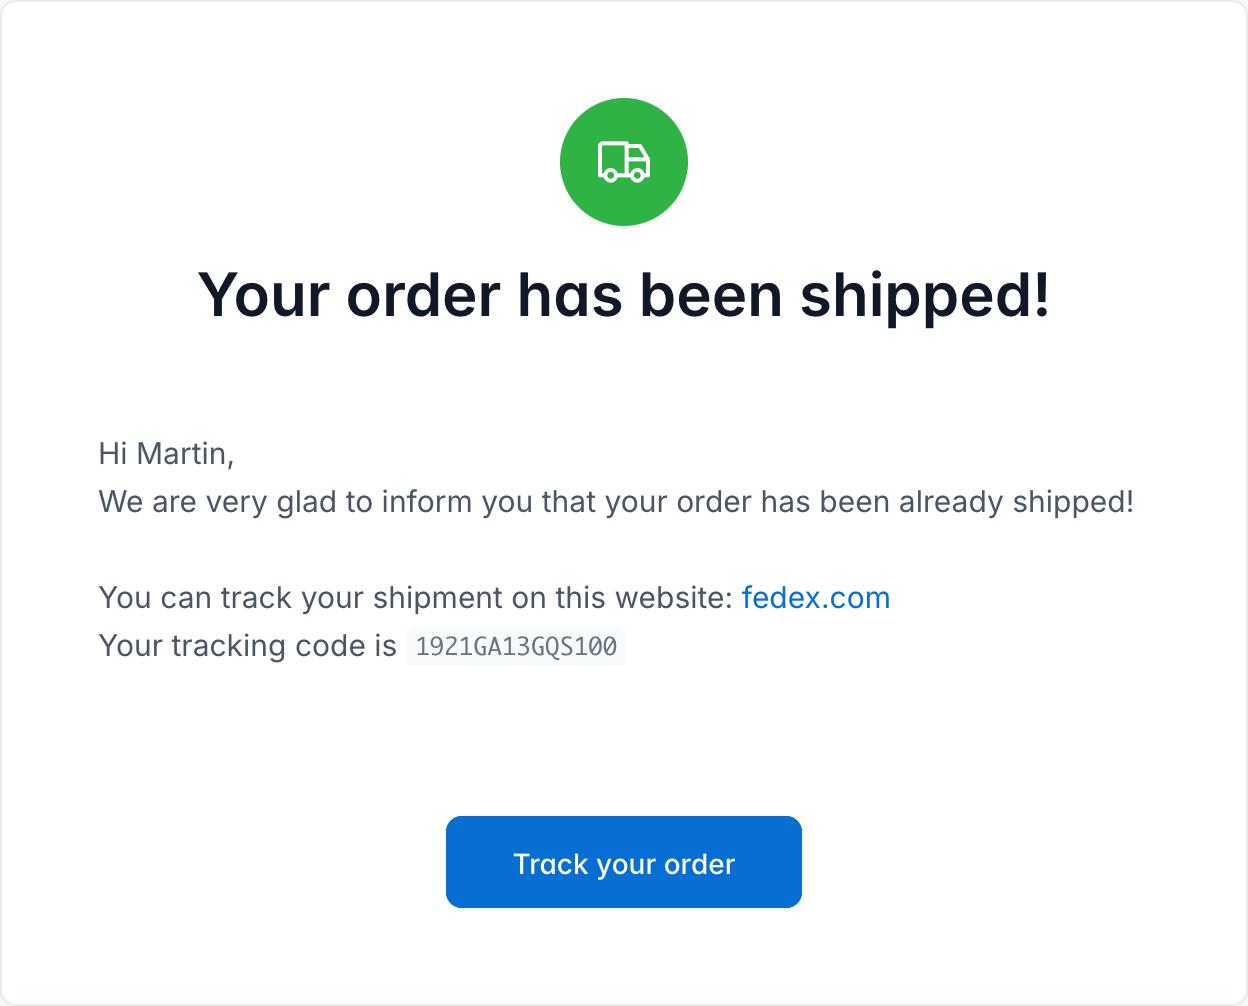 Your order has been shipped!
Hi Martin,
We are very glad to inform you that your order has been already shipped!
You can track your shipment on this website: fedex.com
Your tracking code is 1921GA13GQS100
Track your order